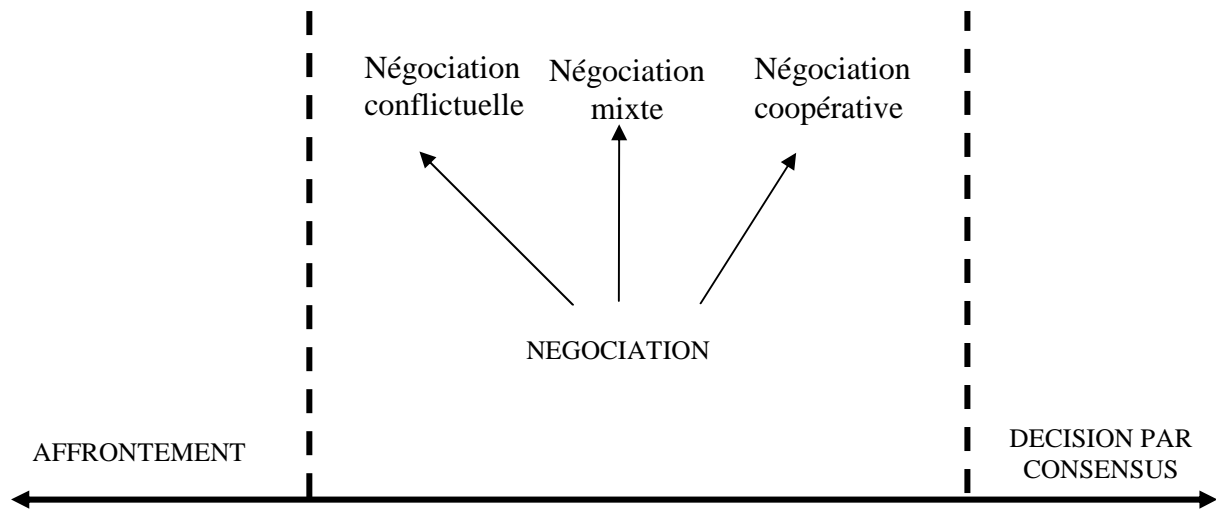 Négociation
conflictuelle
Négociation
mixte
Négociation
coopérative
NEGOCIATION
AFFRONTEMENT
DECISION PAR
CONSENSUS